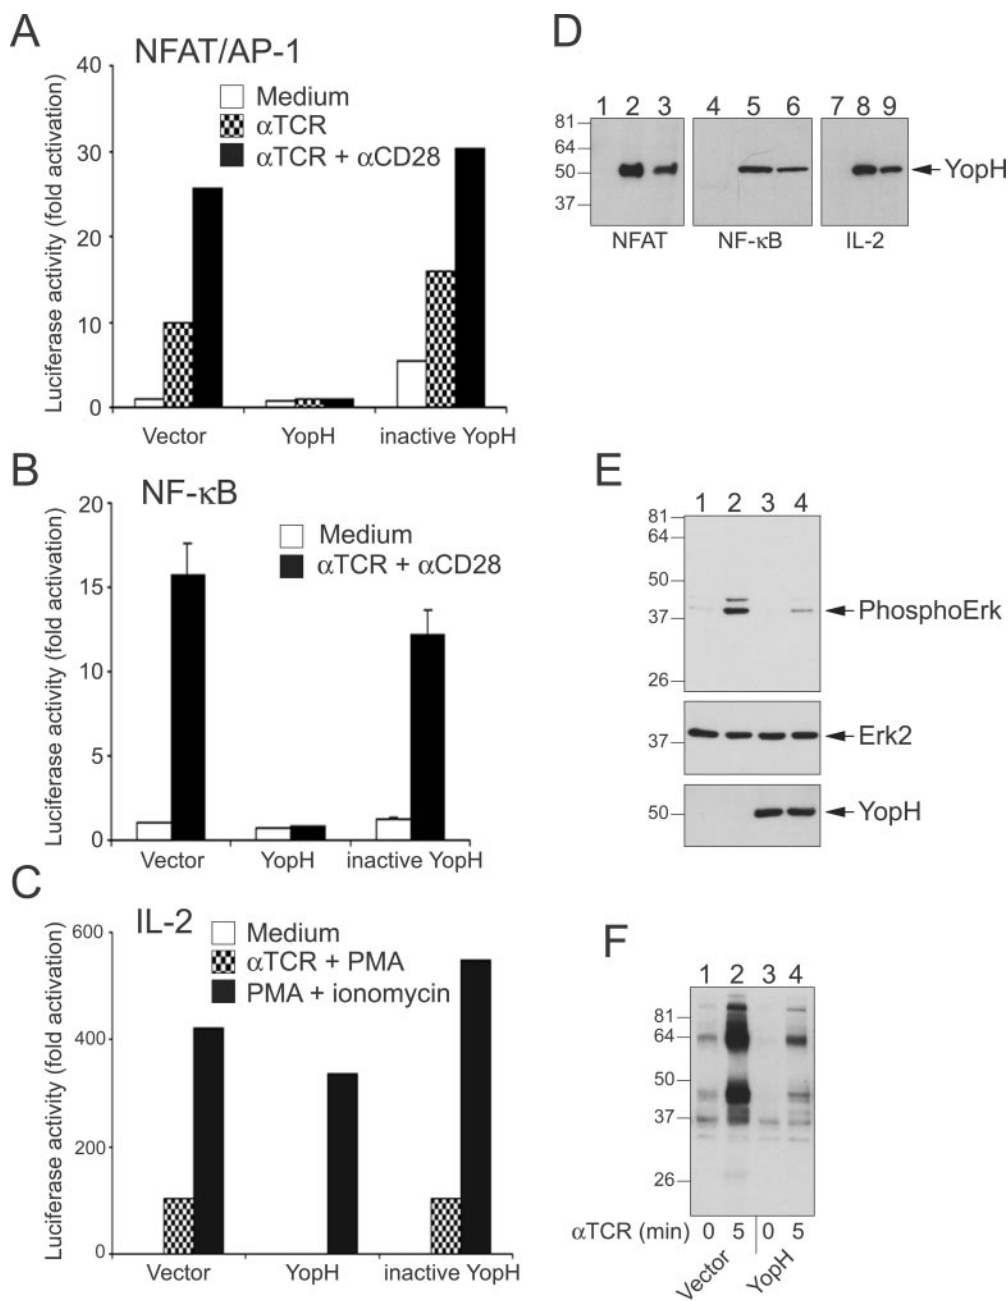 A
NFAT/AP-1
Luciferase activity (fold activation)
40
30
20
10
0
Medium
αTCR
αTCR + αCD28
Vector
YopH
inactive YopH
B
NF-κB
Luciferase activity (fold activation)
20
15
10
5
0
Medium
αTCR + αCD28
Vector
YopH
inactive YopH
C
IL-2
Luciferase activity (fold activation)
600
400
200
0
Medium
αTCR + PMA
PMA + ionomycin
Vector
YopH
inactive YopH
D
1 2 3 4 5 6 7 8 9
81
64
50
37
YopH
NFAT NF-κB IL-2
E
1 2 3 4
81
64
50
37
26
PhosphoErk
37
Erk2
50
YopH
F
1 2 3 4
81
64
50
37
26
αTCR (min) 0 5 0 5
Vector YopH